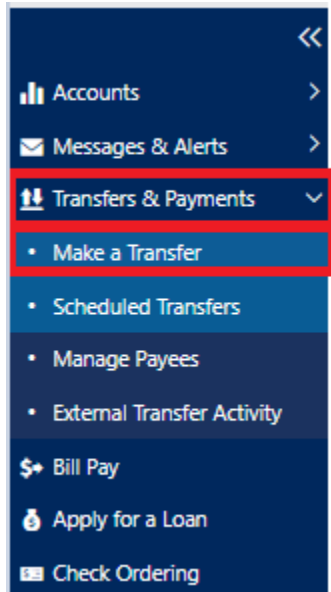 Accounts
Messages & Alerts
Transfers & Payments
Make a Transfer
Scheduled Transfers
Manage Payees
External Transfer Activity
Bill Pay
Apply for a Loan
Check Ordering